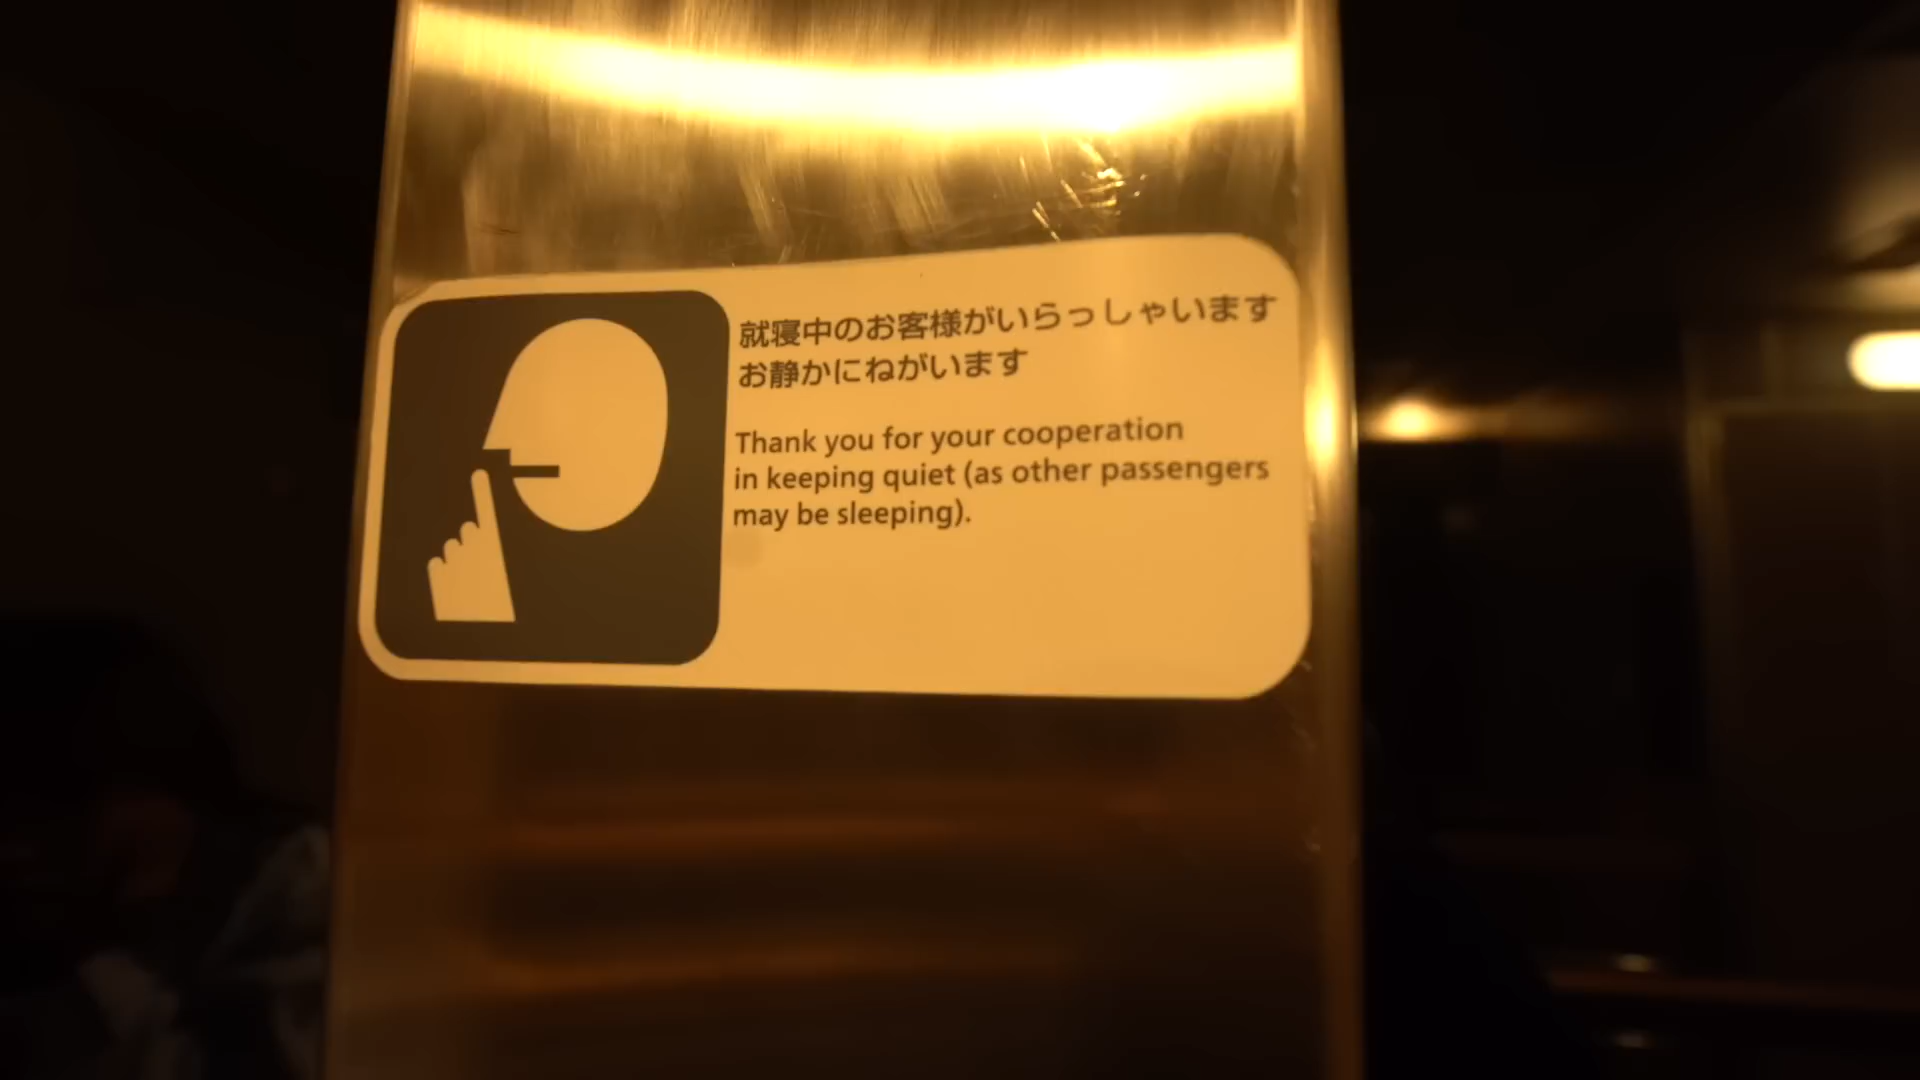 就寝中のお客様がいらっしゃいます
お静かにねがいます
Thank you for your cooperation
in keeping quiet (as other passengers
may be sleeping).